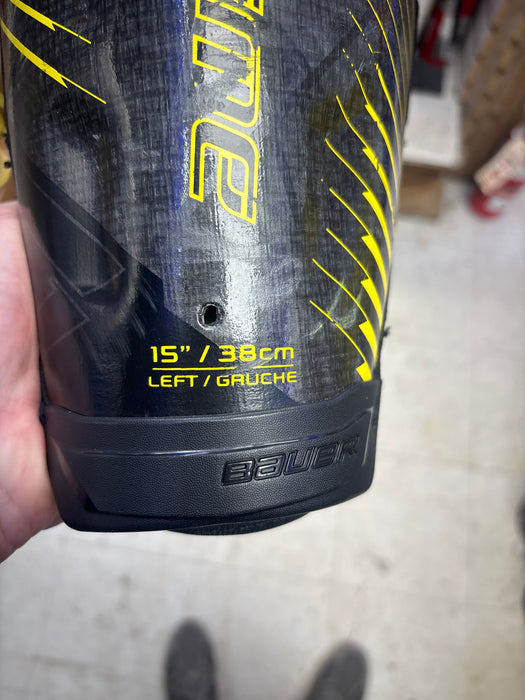 15” / 38cm
LEFT / GAUCHE
BAUER